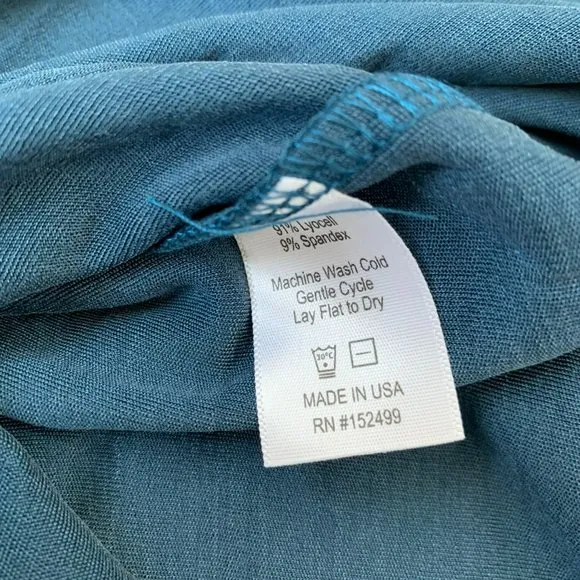 91% Lyocell
9% Spandex
Machine Wash Cold
Gentle Cycle
Lay Flat to Dry
30°C
MADE IN USA
RN #152499